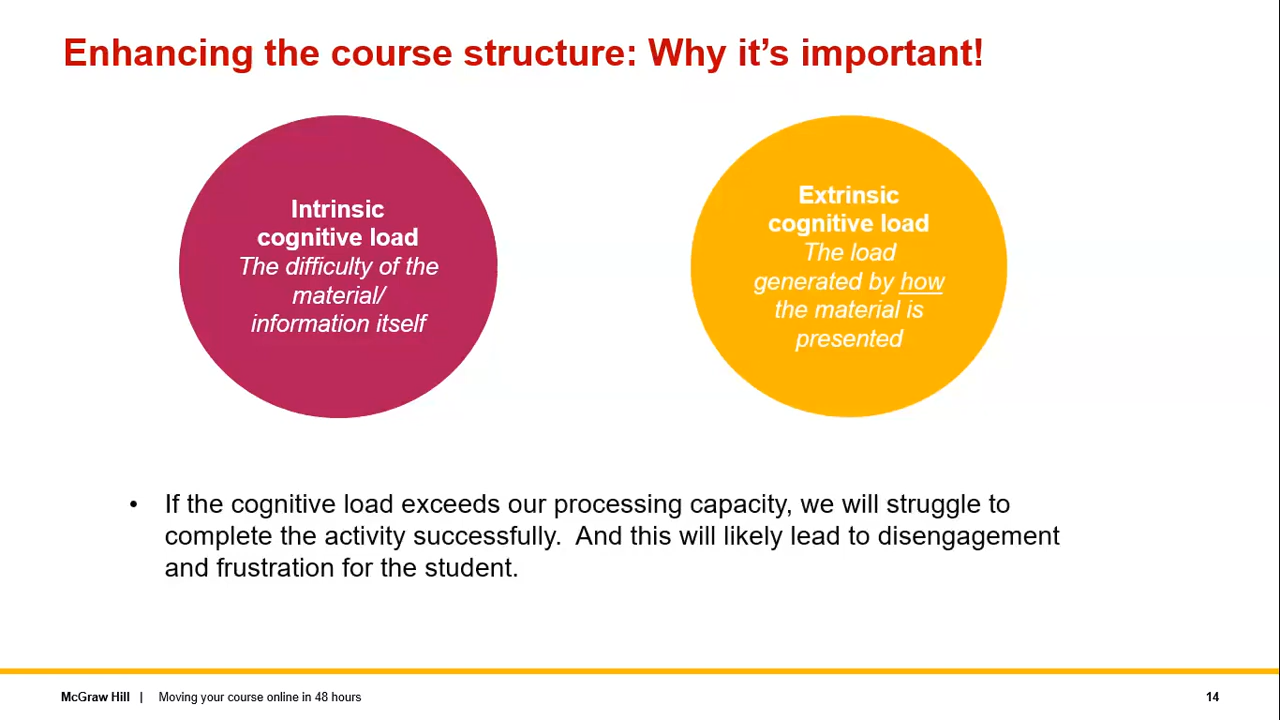 Enhancing the course structure: Why it’s important!
Intrinsic
cognitive load
The difficulty of the
material/
information itself
Extrinsic
cognitive load
The load
generated by how
the material is
presented
• If the cognitive load exceeds our processing capacity, we will struggle to
complete the activity successfully.  And this will likely lead to disengagement
and frustration for the student.
McGraw Hill | Moving your course online in 48 hours
14